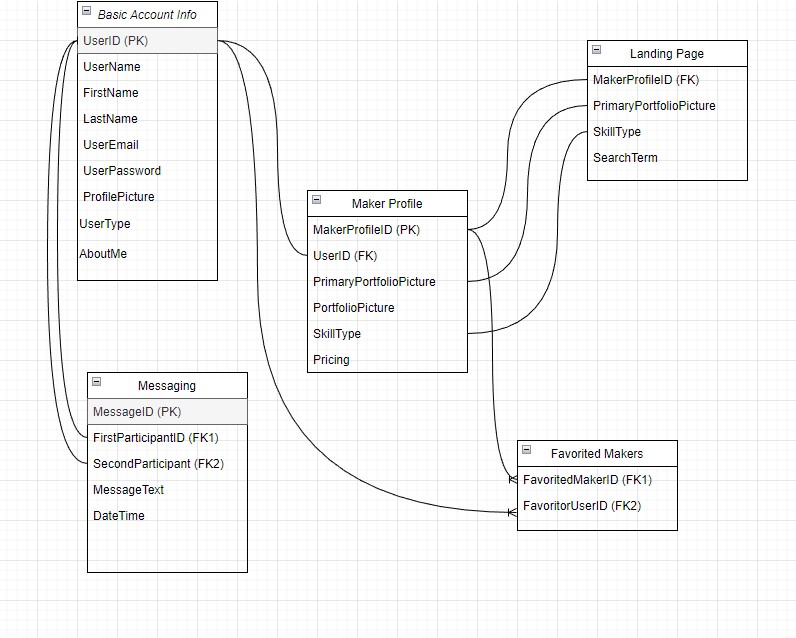 Basic Account Info
UserID (PK)
UserName
FirstName
LastName
UserEmail
UserPassword
ProfilePicture
UserType
AboutMe
Landing Page
MakerProfileID (FK)
PrimaryPortfolioPicture
SkillType
SearchTerm
Maker Profile
MakerProfileID (PK)
UserID (FK)
PrimaryPortfolioPicture
PortfolioPicture
SkillType
Pricing
Messaging
MessageID (PK)
FirstParticipantID (FK1)
SecondParticipant (FK2)
MessageText
DateTime
Favorited Makers
FavoritedMakerID (FK1)
FavoritorUserID (FK2)